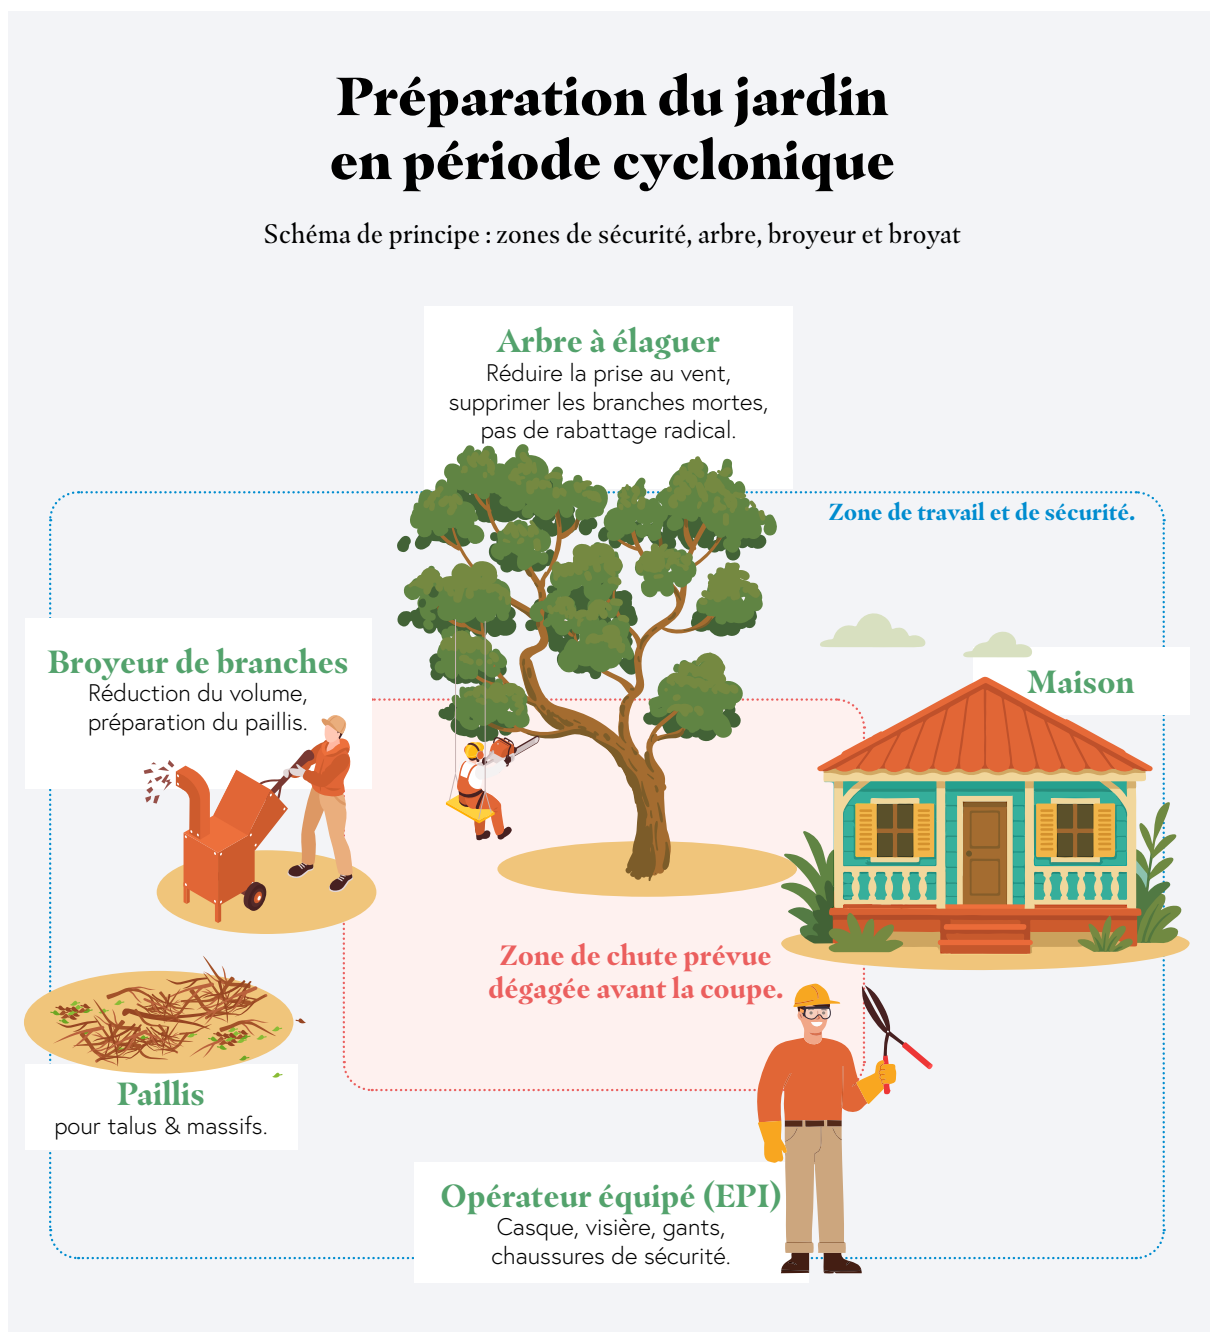 Préparation du jardin
en période cyclonique
Schéma de principe : zones de sécurité, arbre, broyeur et broyat
Arbre à élaguer
Réduire la prise au vent,
supprimer les branches mortes,
pas de rabattage radical.
Zone de travail et de sécurité.
Broyeur de branches
Réduction du volume,
préparation du paillis.
Maison
Zone de chute prévue
dégagée avant la coupe.
Paillis
pour talus & massifs.
Opérateur équipé (EPI)
Casque, visière, gants,
chaussures de sécurité.